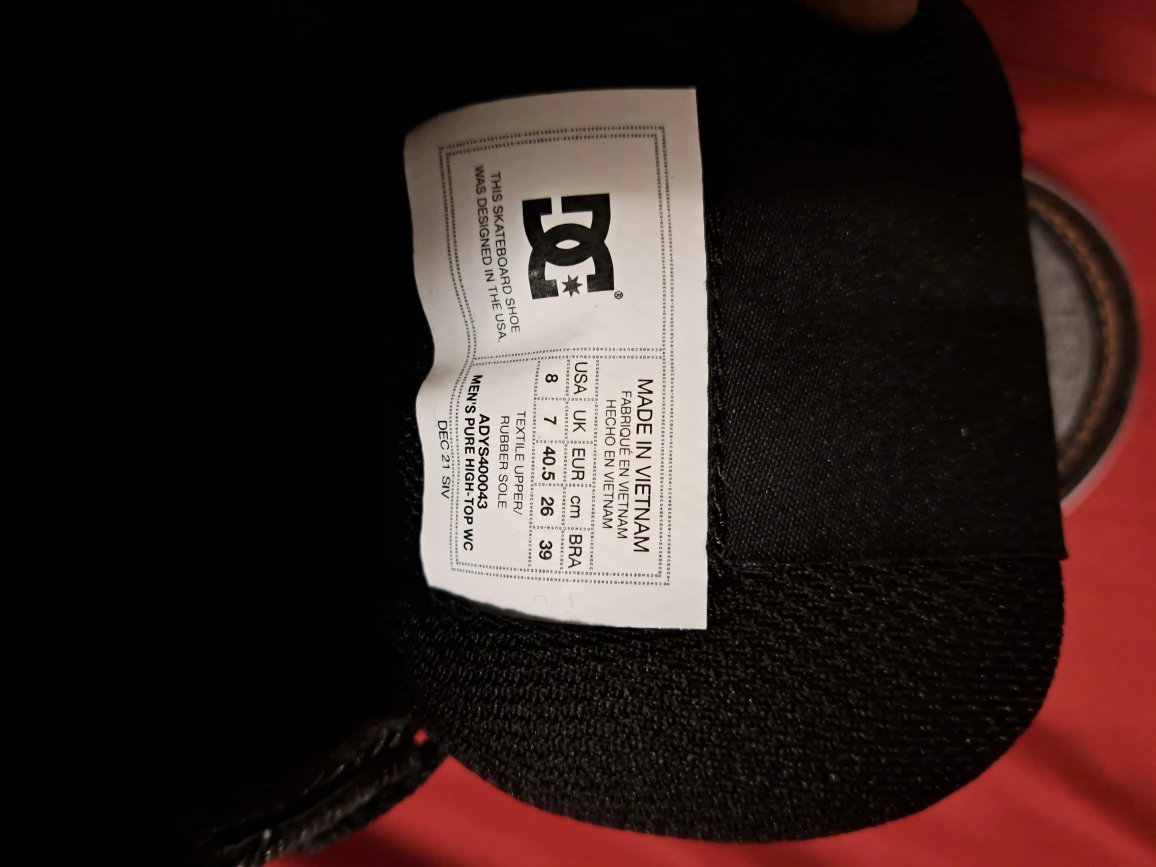 DC®
THIS SKATEBOARD SHOE
WAS DESIGNED IN THE USA.
MADE IN VIETNAM
FABRIQUÉ EN VIETNAM
HECHO EN VIETNAM
USA UK EUR cm BRA
8 7 40.5 26 39
TEXTILE UPPER/
RUBBER SOLE
ADYS400043
MEN'S PURE HIGH-TOP WC
DEC 21 SIV